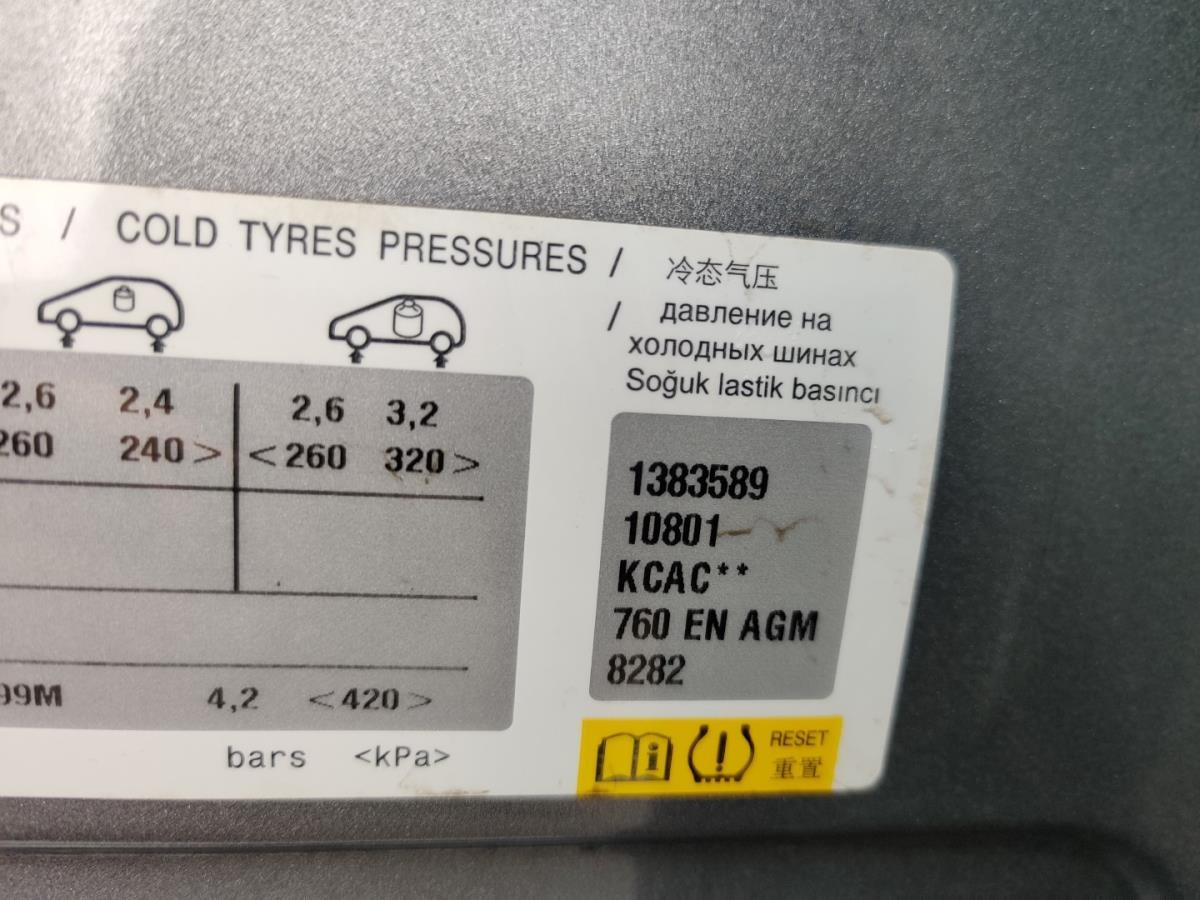 S / COLD TYRES PRESSURES / 冷态气压
/ давление на
холодных шинах
Soğuk lastik basıncı
2,6 2,4 2,6 3,2
260 240 > < 260 320 >
1383589
10801
KCAC**
760 EN AGM
8282
99M 4,2 < 420 >
bars <kPa>
RESET
重置